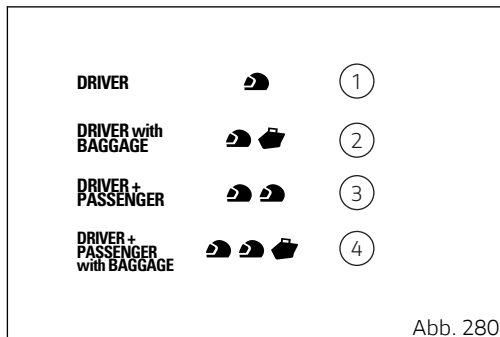 DRIVER
1
DRIVER with
BAGGAGE
2
DRIVER +
PASSENGER
3
DRIVER +
PASSENGER
with BAGGAGE
4
Abb. 280